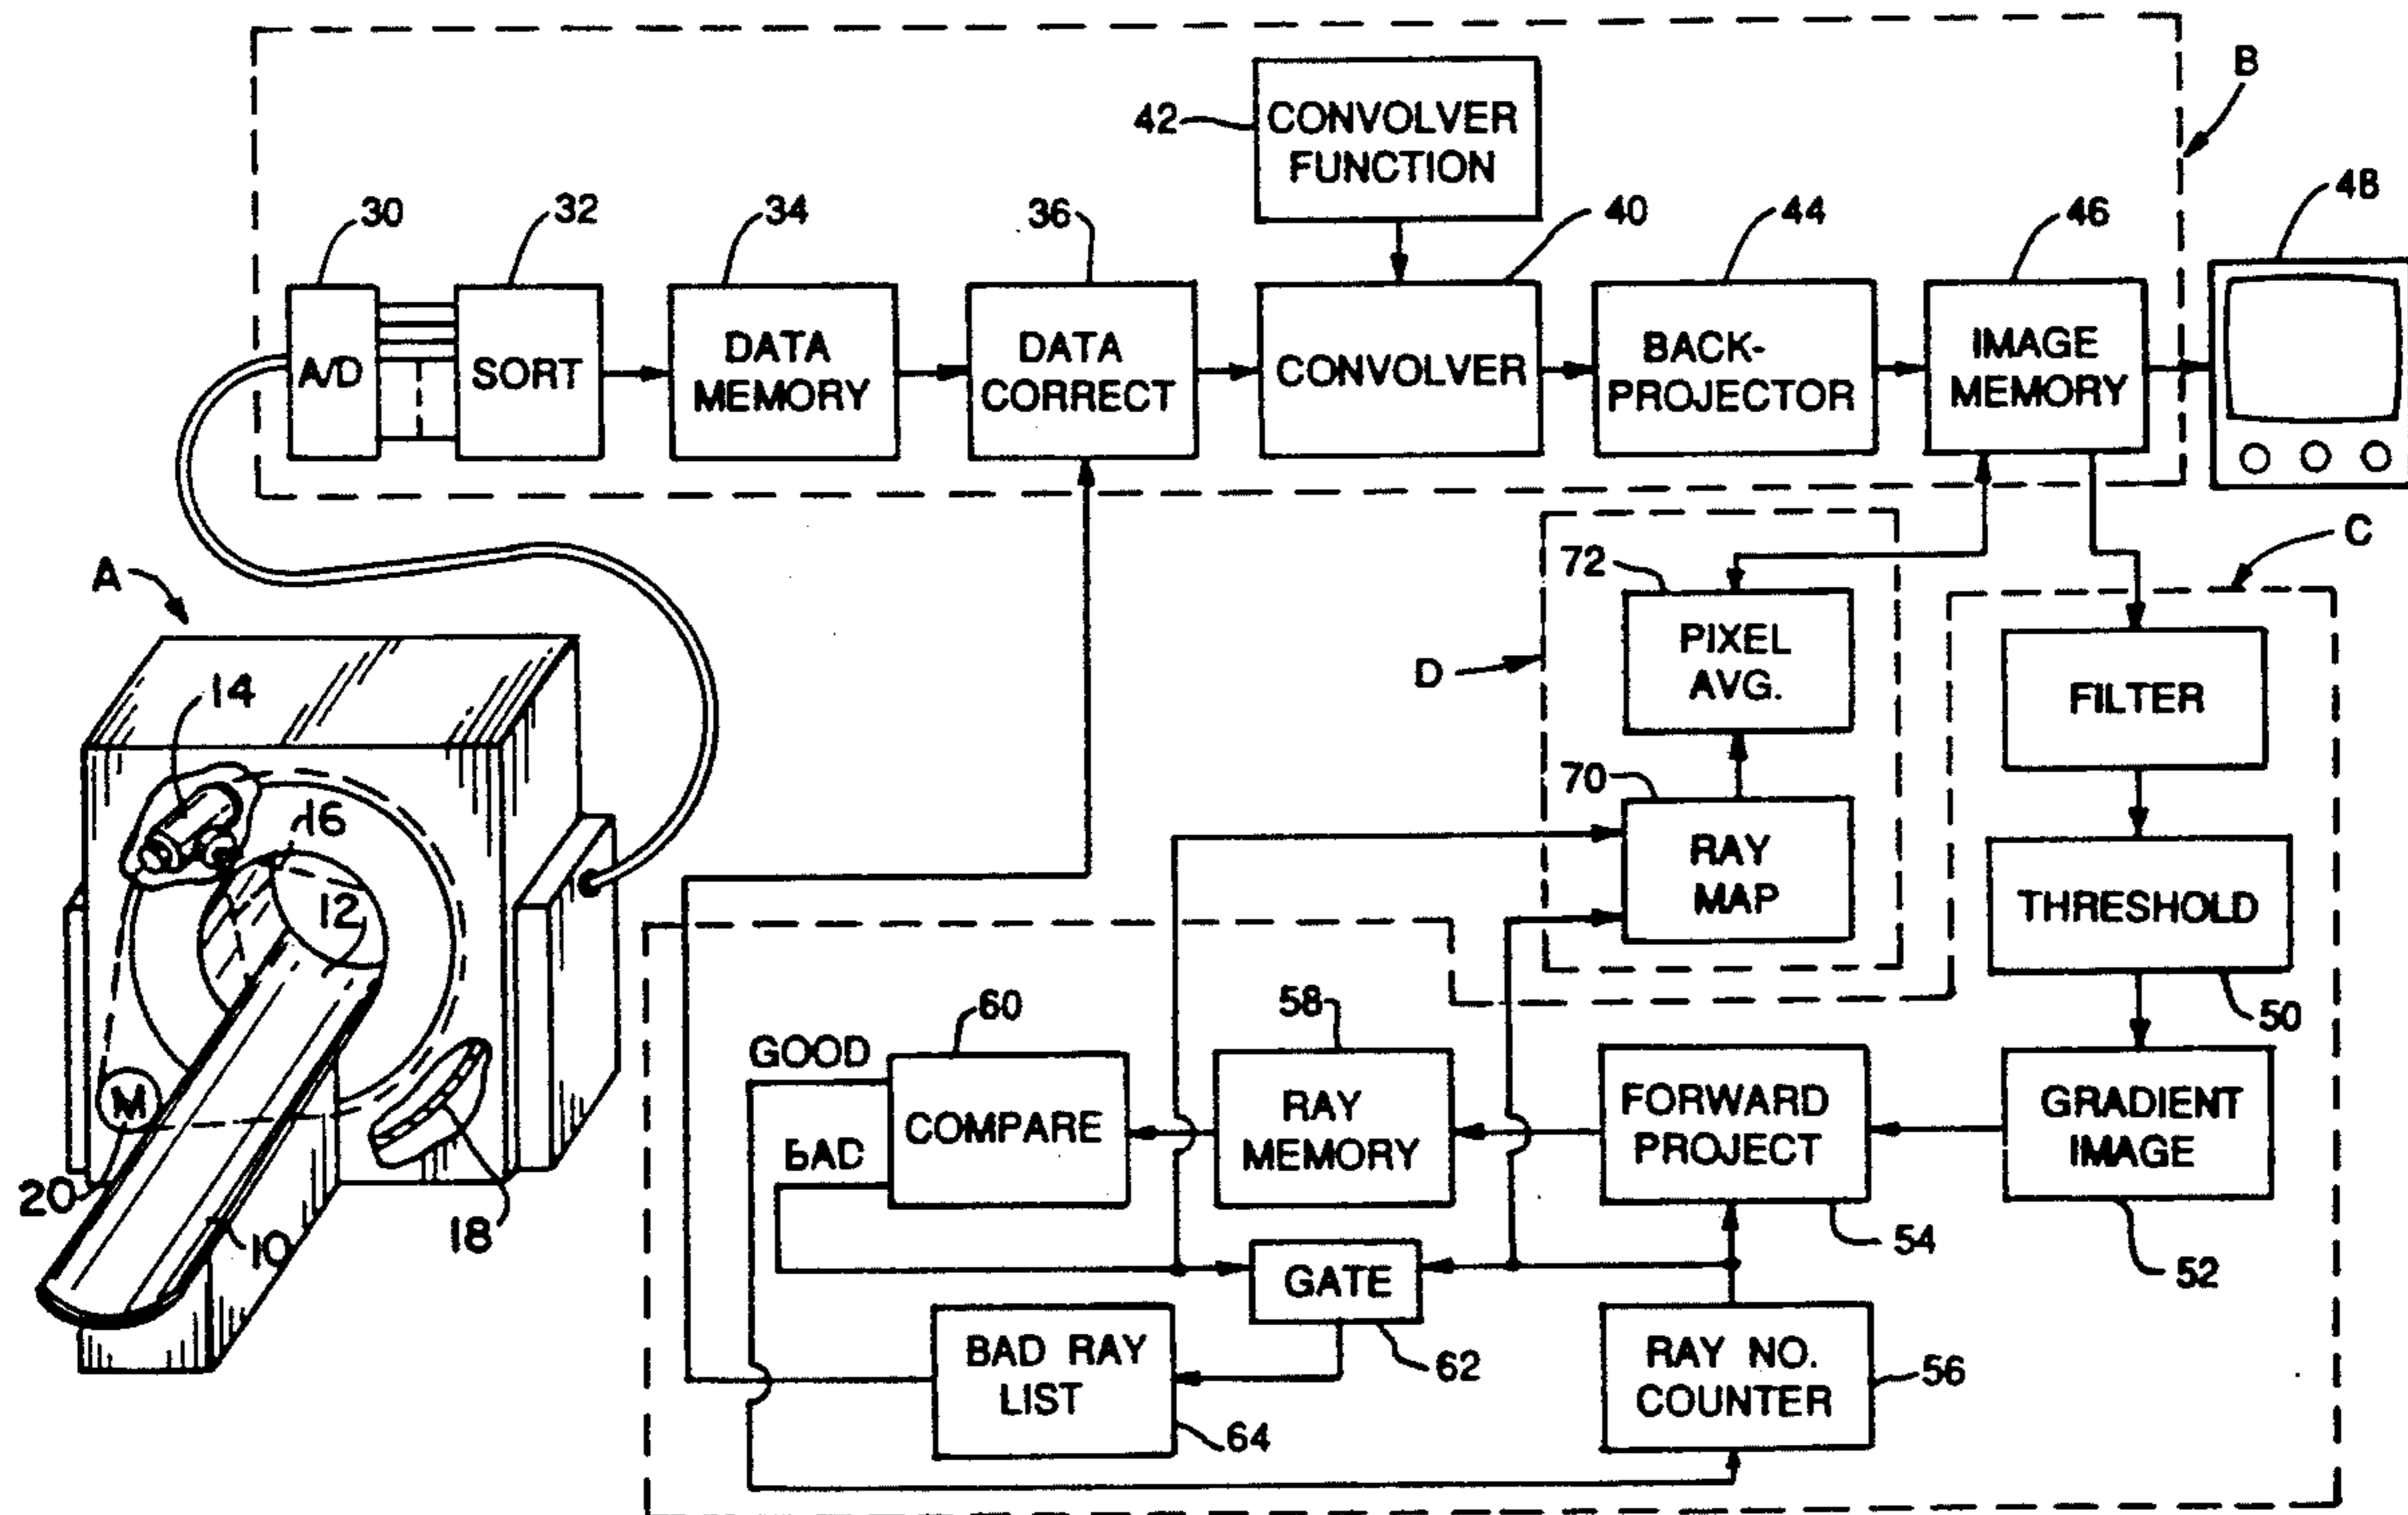 B
42
CONVOLVER
FUNCTION
30
32
34
36
40
44
46
48
A/D
SORT
DATA
MEMORY
DATA
CORRECT
CONVOLVER
BACK-
PROJECTOR
IMAGE
MEMORY
A
C
72
PIXEL
AVG.
D
FILTER
14
16
12
70
RAY
MAP
THRESHOLD
50
60
58
GOOD
BAD
COMPARE
RAY
MEMORY
FORWARD
PROJECT
GRADIENT
IMAGE
M
20
10
18
54
52
GATE
62
BAD RAY
LIST
64
RAY NO.
COUNTER
56